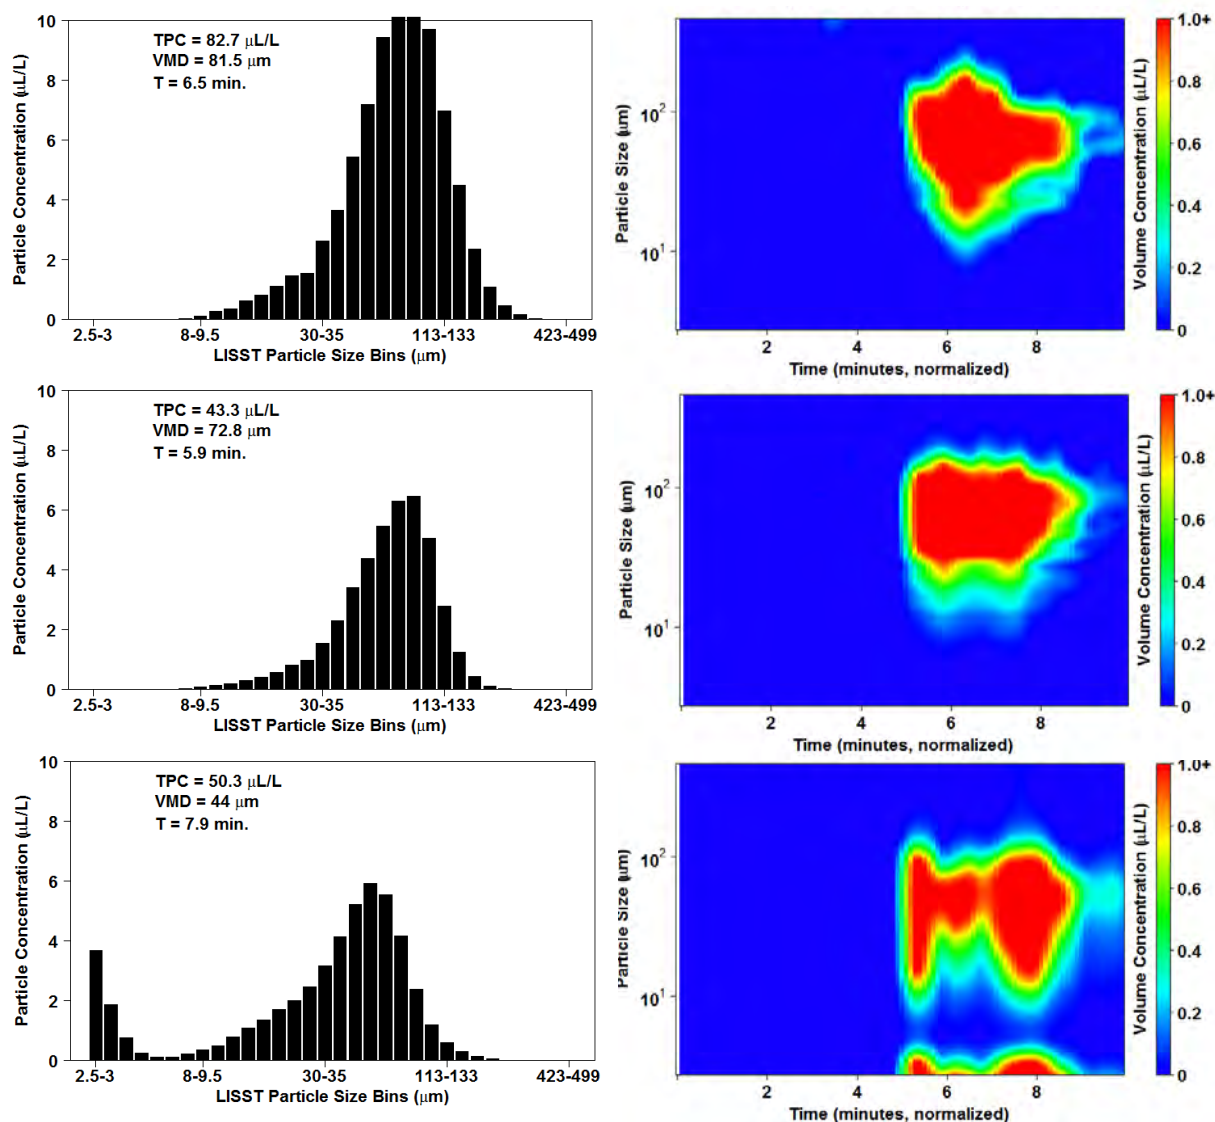 TPC = 82.7 µL/L
VMD = 81.5 µm
T = 6.5 min.
Particle Concentration (µL/L)
10
8
6
4
2
0
2.5-3 8-9.5 30-35 113-133 423-499
LISST Particle Size Bins (µm)
Particle Size (µm)
10²
10¹
2 4 6 8
Time (minutes, normalized)
Volume Concentration (µL/L)
1.0+
0.8
0.6
0.4
0.2
0
TPC = 43.3 µL/L
VMD = 72.8 µm
T = 5.9 min.
Particle Concentration (µL/L)
10
8
6
4
2
0
2.5-3 8-9.5 30-35 113-133 423-499
LISST Particle Size Bins (µm)
Particle Size (µm)
10²
10¹
2 4 6 8
Time (minutes, normalized)
Volume Concentration (µL/L)
1.0+
0.8
0.6
0.4
0.2
0
TPC = 50.3 µL/L
VMD = 44 µm
T = 7.9 min.
Particle Concentration (µL/L)
10
8
6
4
2
0
2.5-3 8-9.5 30-35 113-133 423-499
LISST Particle Size Bins (µm)
Particle Size (µm)
10²
10¹
2 4 6 8
Time (minutes, normalized)
Volume Concentration (µL/L)
1.0+
0.8
0.6
0.4
0.2
0